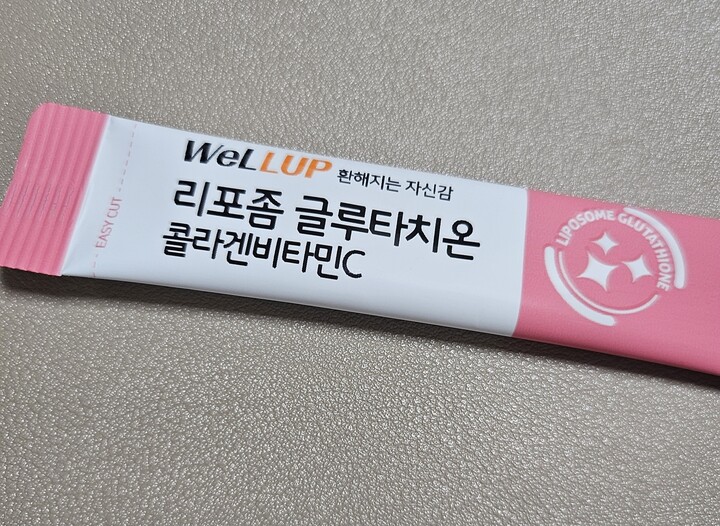 WeLLUP 환해지는 자신감
리포좀 글루타치온
콜라겐비타민C
EASY CUT
LIPOSOME GLUTATHIONE